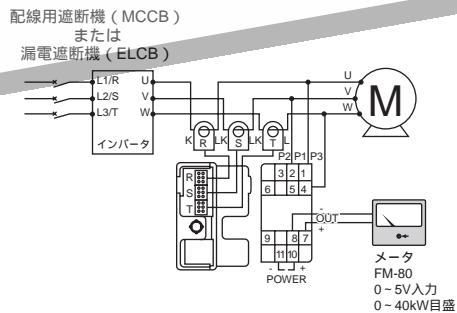 配線用遮断機（MCCB）
または
漏電遮断機（ELCB）
L1/R U
L2/S V
L3/T W
インバータ
U
V
W
M
K R LK S LK T L
P2 P1 P3
R
S
T
3 2 1
6 5 4
-
OUT
+
9 8 7
11 10
- +
POWER
メータ
FM-80
0~5V入力
0~40kW目盛